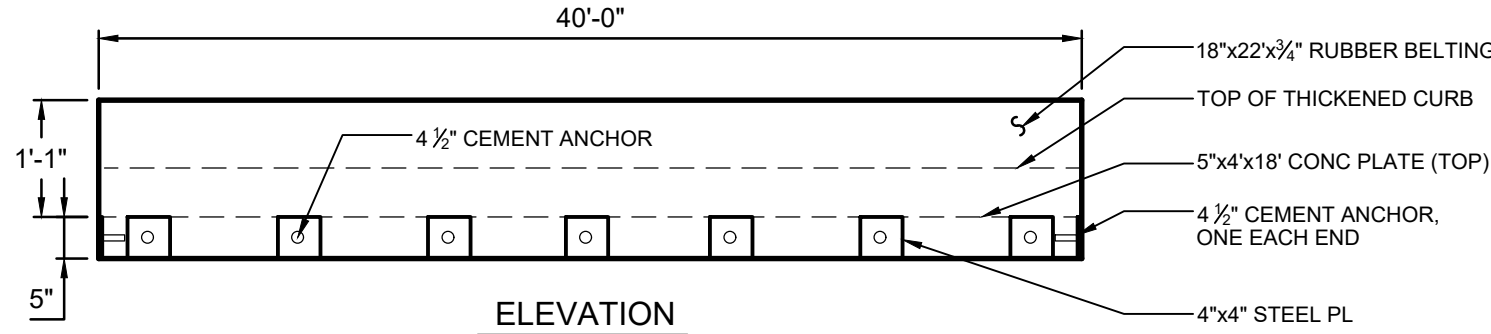 40'-0"
18"x22'x¾" RUBBER BELTING
TOP OF THICKENED CURB
4 ½" CEMENT ANCHOR
1'-1"
5"x4'x18' CONC PLATE (TOP)
4 ½" CEMENT ANCHOR,
ONE EACH END
5"
ELEVATION
4"x4" STEEL PL